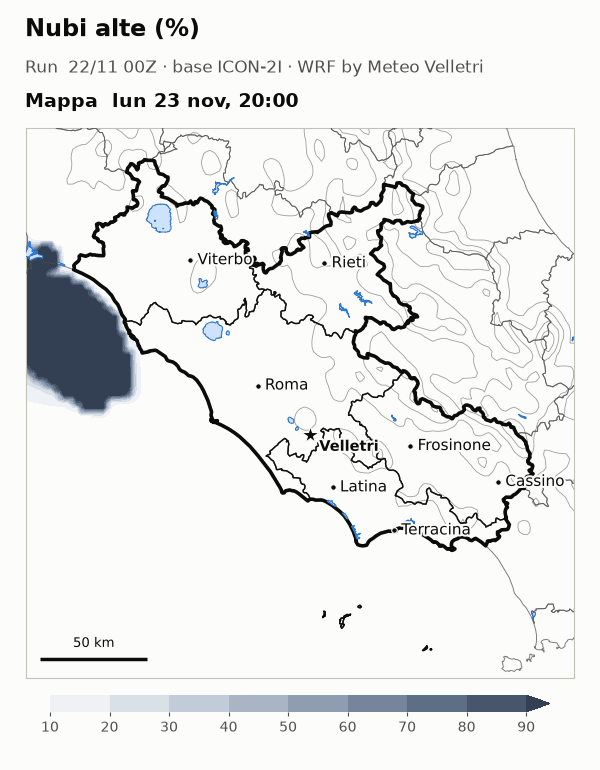 Nubi alte (%)
Run 22/11 00Z · base ICON-2I · WRF by Meteo Velletri
Mappa lun 23 nov, 20:00
Viterbo
Rieti
Roma
Velletri
Frosinone
Latina
Cassino
Terracina
50 km
10 20 30 40 50 60 70 80 90